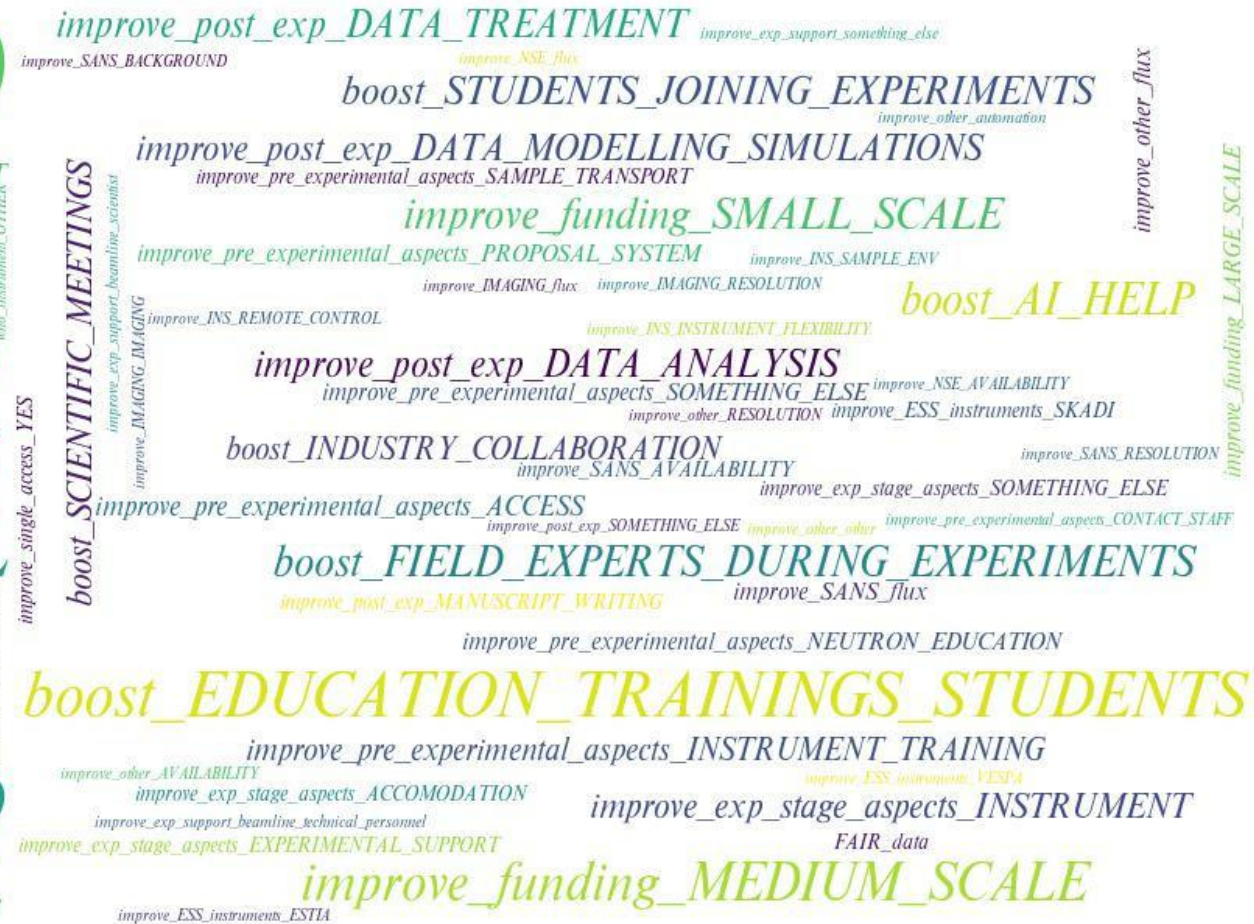 improve_post_exp_DATA_TREATMENT
improve_exp_support_something_else
improve_SANS_BACKGROUND
improve_NSE_flux
boost_STUDENTS_JOINING_EXPERIMENTS
improve_other_automation
improve_other_flux
improve_post_exp_DATA_MODELLING_SIMULATIONS
improve_pre_experimental_aspects_SAMPLE_TRANSPORT
improve_funding_LARGE_SCALE
boost_SCIENTIFIC_MEETINGS
improve_exp_support_beamline_scientist
improve_funding_SMALL_SCALE
improve_pre_experimental_aspects_PROPOSAL_SYSTEM
improve_INS_SAMPLE_ENV
improve_IMAGING_flux
improve_IMAGING_RESOLUTION
boost_AI_HELP
improve_IMAGING_IMAGING
improve_INS_REMOTE_CONTROL
improve_INS_INSTRUMENT_FLEXIBILITY
improve_post_exp_DATA_ANALYSIS
improve_pre_experimental_aspects_SOMETHING_ELSE
improve_NSE_AVAILABILITY
improve_single_access_YES
improve_other_RESOLUTION
improve_ESS_instruments_SKADI
boost_INDUSTRY_COLLABORATION
improve_SANS_RESOLUTION
improve_SANS_AVAILABILITY
improve_exp_stage_aspects_SOMETHING_ELSE
improve_pre_experimental_aspects_ACCESS
improve_post_exp_SOMETHING_ELSE
improve_other_other
improve_pre_experimental_aspects_CONTACT_STAFF
boost_FIELD_EXPERTS_DURING_EXPERIMENTS
improve_SANS_flux
improve_post_exp_MANUSCRIPT_WRITING
improve_pre_experimental_aspects_NEUTRON_EDUCATION
boost_EDUCATION_TRAININGS_STUDENTS
improve_pre_experimental_aspects_INSTRUMENT_TRAINING
improve_other_AVAILABILITY
improve_ESS_instruments_VESPA
improve_exp_stage_aspects_ACCOMODATION
improve_exp_stage_aspects_INSTRUMENT
improve_exp_support_beamline_technical_personnel
improve_exp_stage_aspects_EXPERIMENTAL_SUPPORT
FAIR_data
improve_funding_MEDIUM_SCALE
improve_ESS_instruments_ESTIA